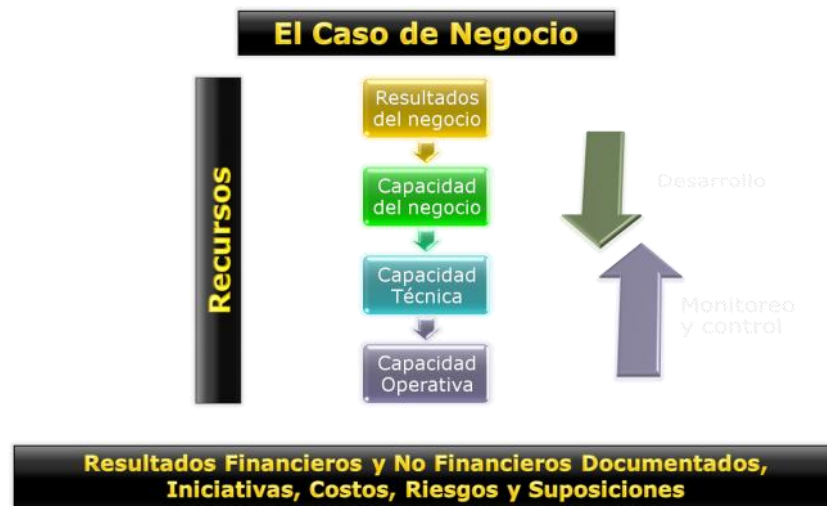 El Caso de Negocio
Recursos
Resultados
del negocio
Capacidad
del negocio
Capacidad
Técnica
Capacidad
Operativa
Desarrollo
Monitoreo
y control
Resultados Financieros y No Financieros Documentados,
Iniciativas, Costos, Riesgos y Suposiciones